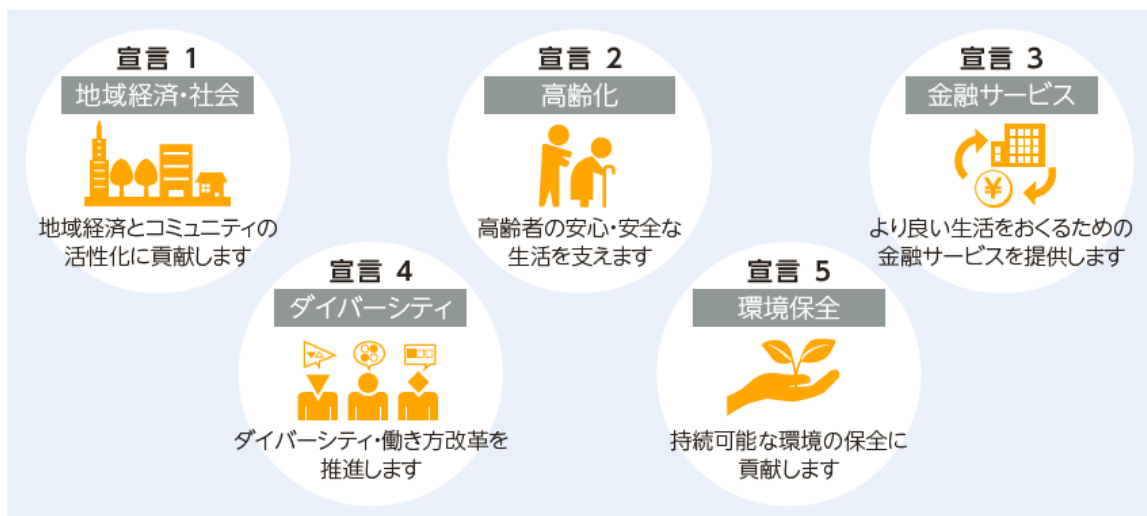 宣言 1
地域経済・社会
地域経済とコミュニティの
活性化に貢献します
宣言 2
高齢化
高齢者の安心・安全な
生活を支えます
宣言 3
金融サービス
¥
より良い生活をおくるための
金融サービスを提供します
宣言 4
ダイバーシティ
ダイバーシティ・働き方改革を
推進します
宣言 5
環境保全
持続可能な環境の保全に
貢献します